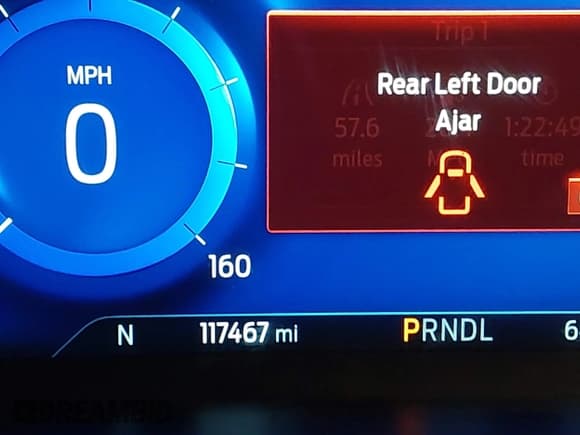 MPH
0
160
Trip 1
Rear Left Door
Ajar
57.6
1:22:49
miles
time
N
117467 mi
PRNDL
6